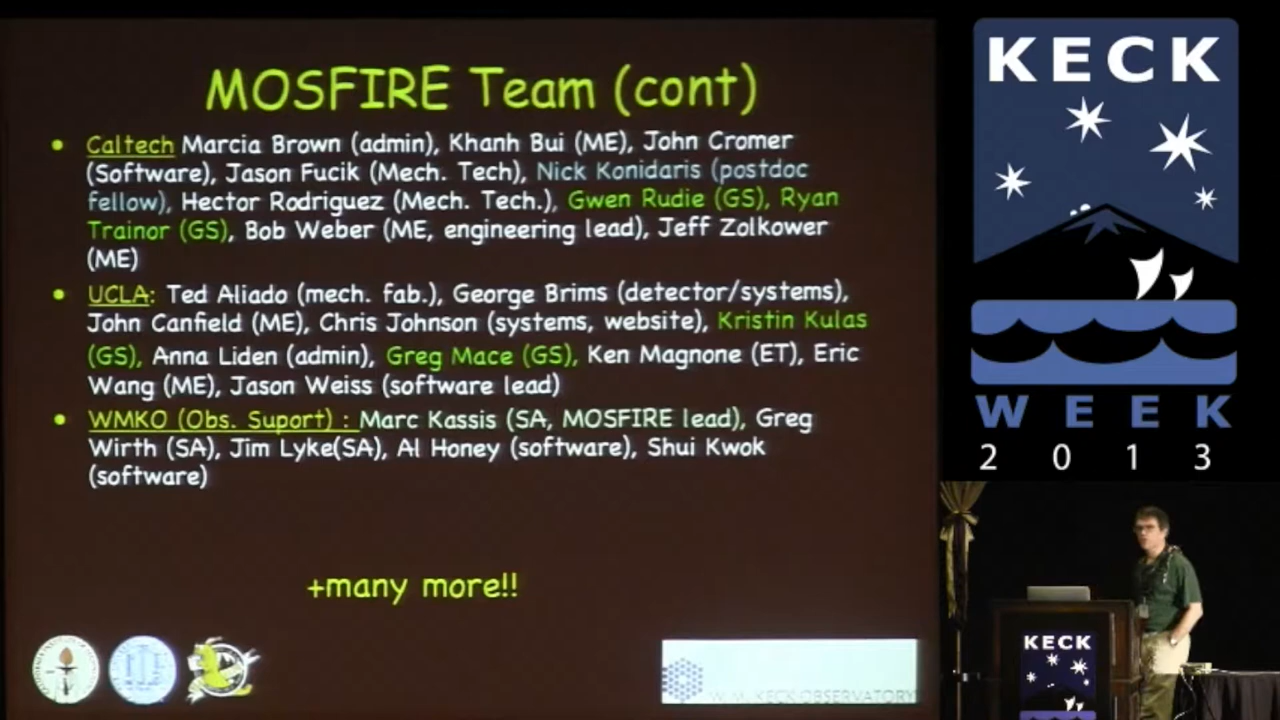 MOSFIRE Team (cont)
• Caltech Marcia Brown (admin), Khanh Bui (ME), John Cromer
(Software), Jason Fucik (Mech. Tech), Nick Konidaris (postdoc
fellow), Hector Rodriguez (Mech. Tech.), Gwen Rudie (GS), Ryan
Trainor (GS), Bob Weber (ME, engineering lead), Jeff Zolkower
(ME)
• UCLA: Ted Aliado (mech. fab.), George Brims (detector/systems),
John Canfield (ME), Chris Johnson (systems, website), Kristin Kulas
(GS), Anna Liden (admin), Greg Mace (GS), Ken Magnone (ET), Eric
Wang (ME), Jason Weiss (software lead)
• WMKO (Obs. Suport) : Marc Kassis (SA, MOSFIRE lead), Greg
Wirth (SA), Jim Lyke(SA), Al Honey (software), Shui Kwok
(software)
+many more!!
W. M. KECK OBSERVATORY
KECK
WEEK
2013
KECK